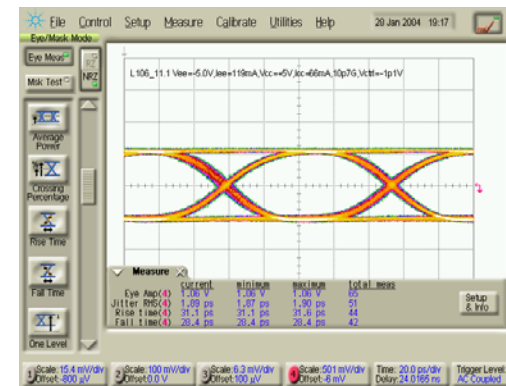 File Control Setup Measure Calibrate Utilities Help 28 Jan 2004 19:17
Eye/Mask Mode
Eye Meas
Msk Test
NRZ
L106_11.1 Vee=-5.0V,Iee=119mA,Vcc=+5V,Icc=66mA,10p7G,Vctrl=-1p1V
Average
Power
Crossing
Percentage
Rise Time
Fall Time
One Level
Measure
current minimum maximum total meas
Eye Amp(4) 1.06 V 1.06 V 1.06 V 65
Jitter RMS(4) 1.89 ps 1.87 ps 1.90 ps 51
Rise time(4) 31.1 ps 31.1 ps 31.6 ps 44
Fall time(4) 28.4 ps 28.4 ps 28.4 ps 42
Setup
& Info
1 Scale: 15.4 mV/div
Offset:-800 µV
2 Scale: 100 mV/div
Offset:0.0 V
3 Scale: 6.3 mV/div
Offset:100 µV
4 Scale: 501 mV/div
Offset:-6 mV
Time: 20.0 ps/div
Delay:24.0165 ns
Trigger Level
AC Coupled